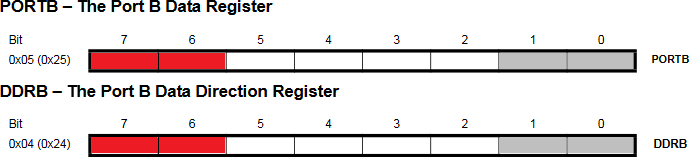 PORTB – The Port B Data Register
Bit 7 6 5 4 3 2 1 0
0x05 (0x25) PORTB
DDRB – The Port B Data Direction Register
Bit 7 6 5 4 3 2 1 0
0x04 (0x24) DDRB